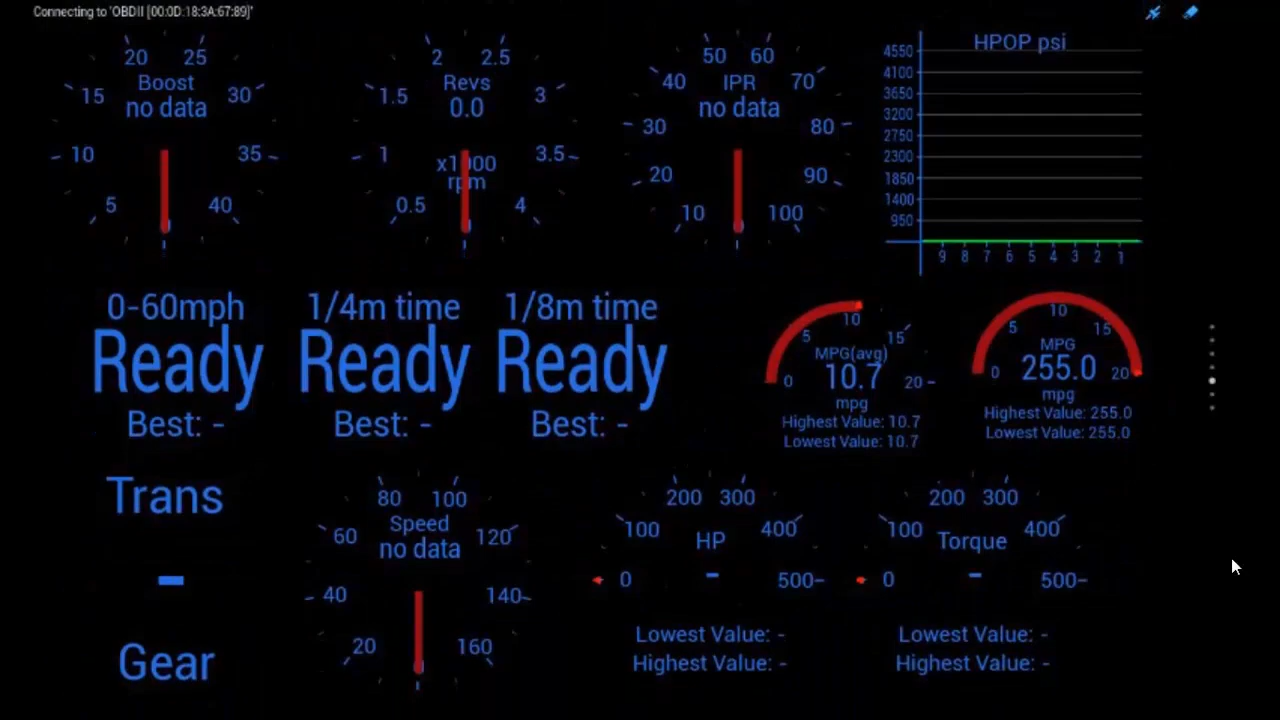 Connecting to 'OBDII [00:0D:18:3A:67:89]'
20 25
Boost
no data
15 30
10 35
5 40
0
2 2.5
Revs
0.0
1.5 3
1 3.5
x1000
rpm
0.5 4
0
50 60
40 IPR 70
no data
30 80
20 90
10 100
0
HPOP psi
4550
4100
3650
3200
2750
2300
1850
1400
950
9 8 7 6 5 4 3 2 1
0-60mph
Ready
Best: -
1/4m time
Ready
Best: -
1/8m time
Ready
Best: -
10
5 15
MPG(avg)
0 10.7 20
mpg
Highest Value: 10.7
Lowest Value: 10.7
10
5 15
MPG
0 255.0 20
mpg
Highest Value: 255.0
Lowest Value: 255.0
Trans
-
Gear
80 100
Speed
60 120
no data
40 140
20 160
0
200 300
100 400
HP
0 - 500
Lowest Value: -
Highest Value: -
200 300
100 400
Torque
0 - 500
Lowest Value: -
Highest Value: -